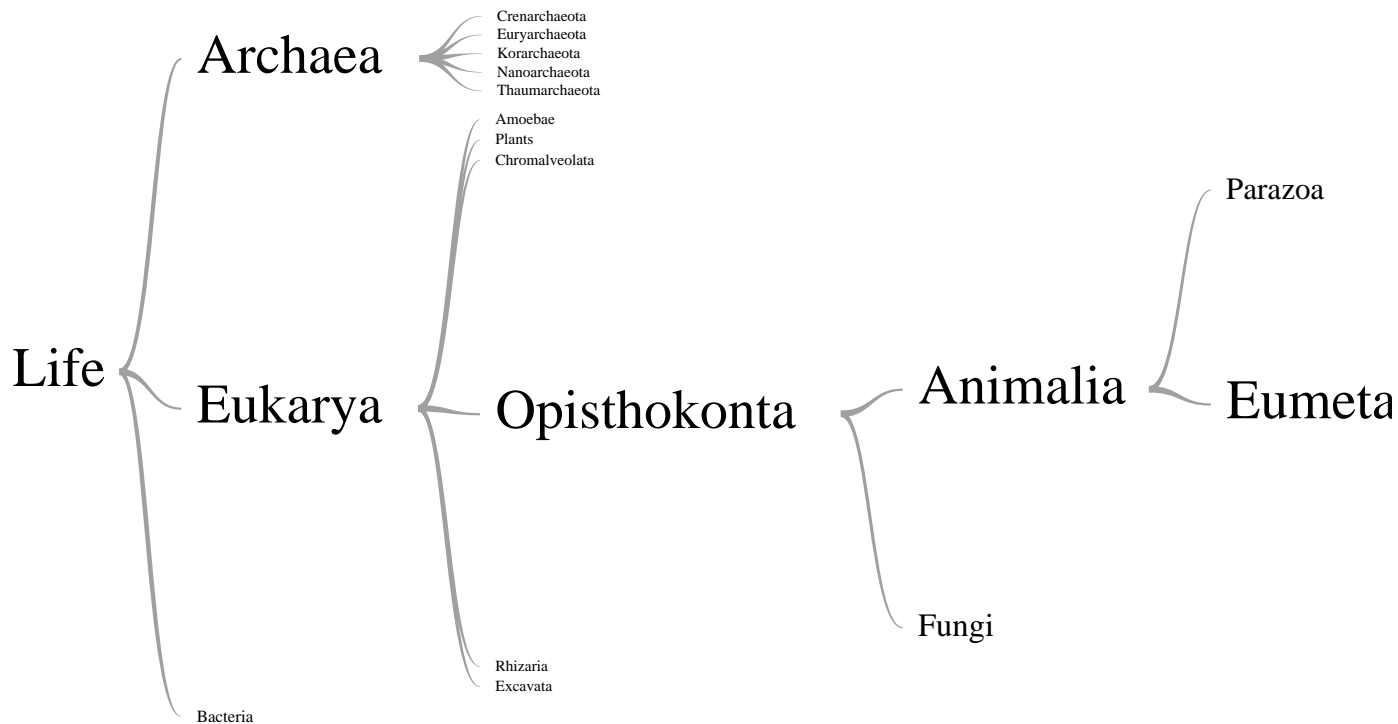 Crenarchaeota
Euryarchaeota
Archaea
Korarchaeota
Nanoarchaeota
Thaumarchaeota
Amoebae
Plants
Chromalveolata
Parazoa
Life
Eukarya
Opisthokonta
Animalia
Eumeta
Fungi
Rhizaria
Excavata
Bacteria